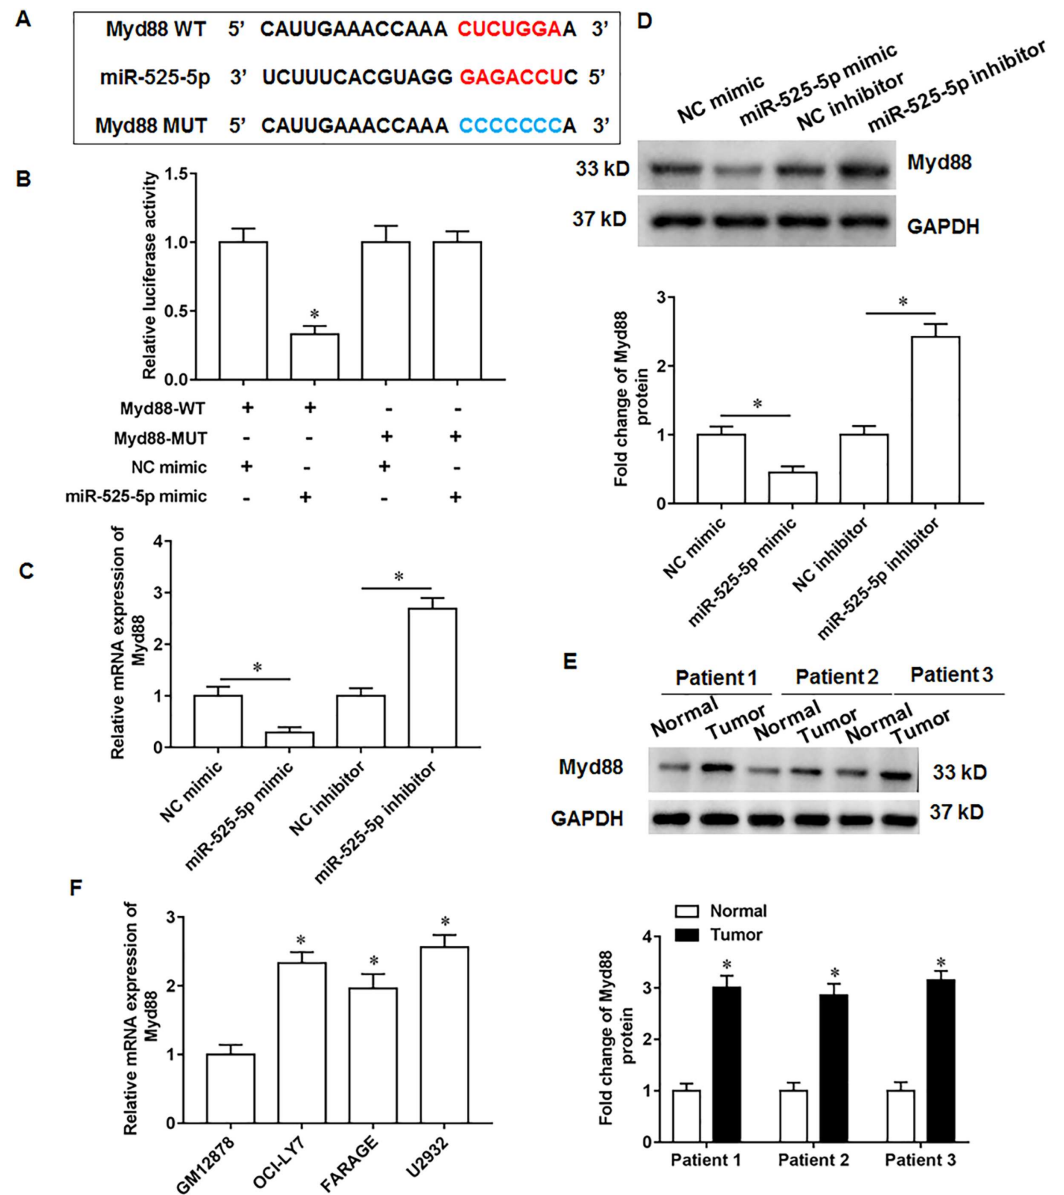 A
Myd88 WT 5’ CAUUGAAACCAAA CUCUGGAA 3’
miR-525-5p 3’ UCUUUCACGUAGG GAGACCUC 5’
Myd88 MUT 5’ CAUUGAAACCAAA CCCCCCCA 3’
B
Relative luciferase activity
1.5
1.0
0.5
0.0
*
Myd88-WT + + - -
Myd88-MUT - - + +
NC mimic + - + -
miR-525-5p mimic - + - +
C
Relative mRNA expression of
Myd88
4
3
2
1
0
*
*
NC mimic
miR-525-5p mimic
NC inhibitor
miR-525-5p inhibitor
D
NC mimic
miR-525-5p mimic
NC inhibitor
miR-525-5p inhibitor
33 kD
Myd88
37 kD
GAPDH
Fold change of Myd88
protein
3
2
1
0
*
*
NC mimic
miR-525-5p mimic
NC inhibitor
miR-525-5p inhibitor
E
Patient 1 Patient 2 Patient 3
Normal Tumor Normal Tumor Normal Tumor
Myd88
33 kD
GAPDH
37 kD
Normal
Tumor
Fold change of Myd88
protein
4
3
2
1
0
* * *
Patient 1 Patient 2 Patient 3
F
Relative mRNA expression of
Myd88
3
2
1
0
* * *
GM12878
OCI-LY7
FARAGE
U2932